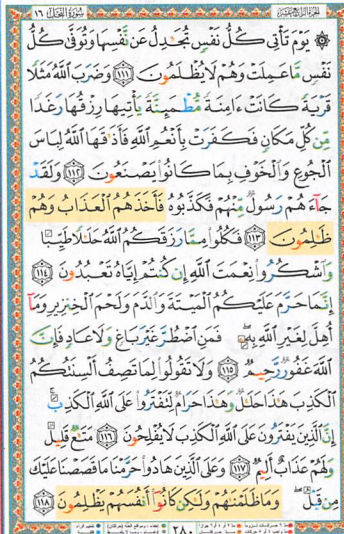 الجزء الرابع عشر ١٦ سورة النحل
۞ يَوْمَ تَأْتِى كُلُّ نَفْسٍ تُجَٰدِلُ عَن نَّفْسِهَا وَتُوَفَّىٰ كُلُّ
نَفْسٍ مَّا عَمِلَتْ وَهُمْ لَا يُظْلَمُونَ ١١١ وَضَرَبَ ٱللَّهُ مَثَلًا
قَرْيَةً كَانَتْ ءَامِنَةً مُّطْمَئِنَّةً يَأْتِيهَا رِزْقُهَا رَغَدًا
مِّن كُلِّ مَكَانٍ فَكَفَرَتْ بِأَنْعُمِ ٱللَّهِ فَأَذَٰقَهَا ٱللَّهُ لِبَاسَ
ٱلْجُوعِ وَٱلْخَوْفِ بِمَا كَانُوا۟ يَصْنَعُونَ ١١٢ وَلَقَدْ
جَآءَهُمْ رَسُولٌ مِّنْهُمْ فَكَذَّبُوهُ فَأَخَذَهُمُ ٱلْعَذَابُ وَهُمْ
ظَٰلِمُونَ ١١٣ فَكُلُوا۟ مِمَّا رَزَقَكُمُ ٱللَّهُ حَلَٰلًا طَيِّبًا
وَٱشْكُرُوا۟ نِعْمَتَ ٱللَّهِ إِن كُنتُمْ إِيَّاهُ تَعْبُدُونَ ١١٤
إِنَّمَا حَرَّمَ عَلَيْكُمُ ٱلْمَيْتَةَ وَٱلدَّمَ وَلَحْمَ ٱلْخِنزِيرِ وَمَآ
أُهِلَّ لِغَيْرِ ٱللَّهِ بِهِۦ فَمَنِ ٱضْطُرَّ غَيْرَ بَاغٍ وَلَا عَادٍ فَإِنَّ
ٱللَّهَ غَفُورٌ رَّحِيمٌ ١١٥ وَلَا تَقُولُوا۟ لِمَا تَصِفُ أَلْسِنَتُكُمُ
ٱلْكَذِبَ هَٰذَا حَلَٰلٌ وَهَٰذَا حَرَامٌ لِّتَفْتَرُوا۟ عَلَى ٱللَّهِ ٱلْكَذِبَ
إِنَّ ٱلَّذِينَ يَفْتَرُونَ عَلَى ٱللَّهِ ٱلْكَذِبَ لَا يُفْلِحُونَ ١١٦ مَتَٰعٌ قَلِيلٌ
وَلَهُمْ عَذَابٌ أَلِيمٌ ١١٧ وَعَلَى ٱلَّذِينَ هَادُوا۟ حَرَّمْنَا مَا قَصَصْنَا عَلَيْكَ
مِن قَبْلُ وَمَا ظَلَمْنَٰهُمْ وَلَٰكِن كَانُوٓا۟ أَنفُسَهُمْ يَظْلِمُونَ ١١٨
٢٨٠